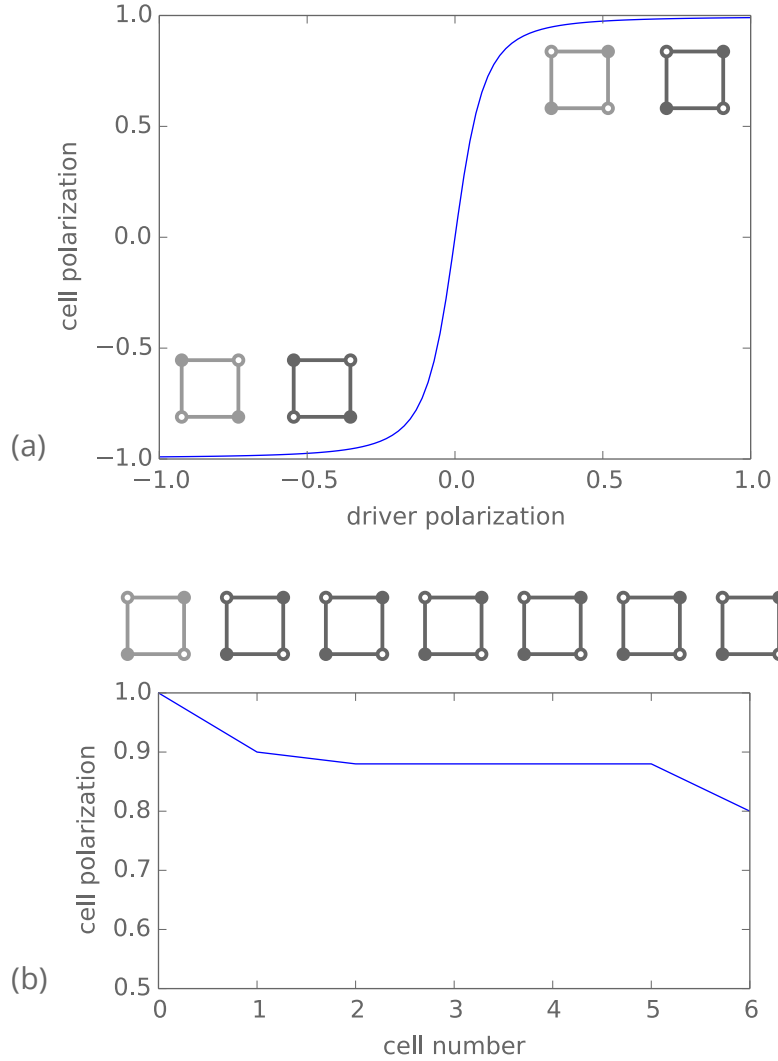 1.0
0.5
0.0
−0.5
−1.0
cell polarization
(a)
−1.0 −0.5 0.0 0.5 1.0
driver polarization
1.0
0.9
0.8
0.7
0.6
0.5
cell polarization
(b)
0 1 2 3 4 5 6
cell number